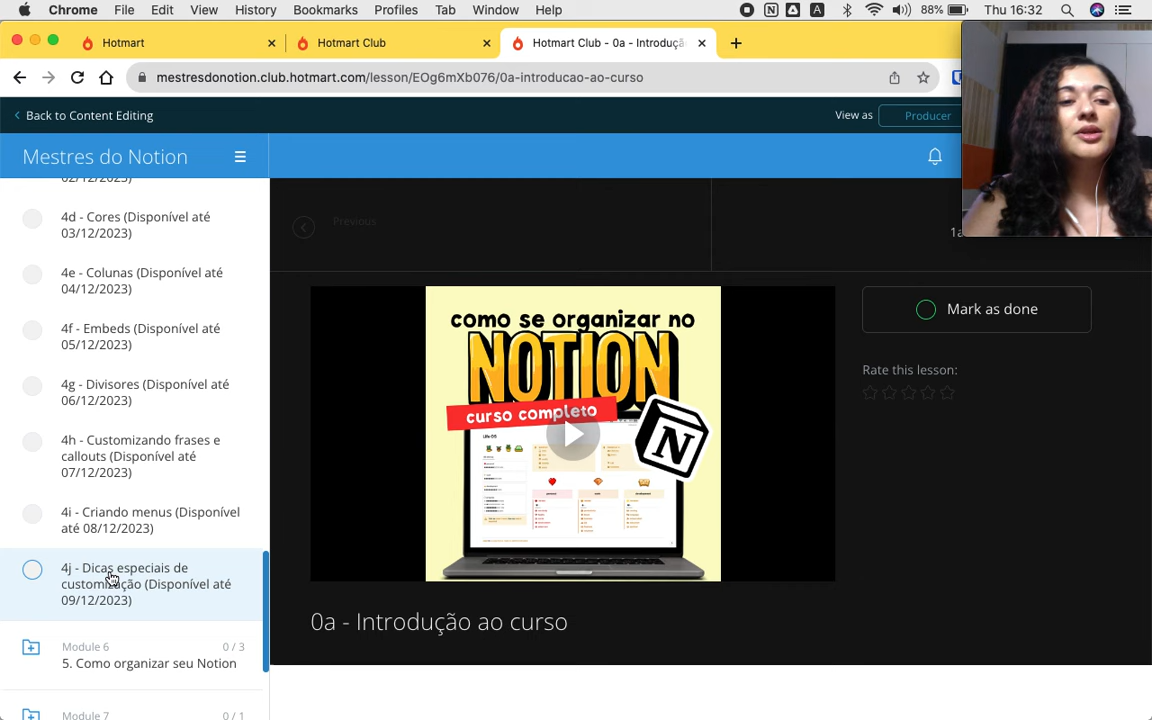 Chrome File Edit View History Bookmarks Profiles Tab Window Help 88% Thu 16:32
Hotmart
Hotmart Club
Hotmart Club - 0a - Introduçã
mestresdonotion.club.hotmart.com/lesson/EOg6mXb076/0a-introducao-ao-curso
Back to Content Editing
View as Producer
Mestres do Notion
02/12/2023)
4d - Cores (Disponível até
03/12/2023)
4e - Colunas (Disponível até
04/12/2023)
4f - Embeds (Disponível até
05/12/2023)
4g - Divisores (Disponível até
06/12/2023)
4h - Customizando frases e
callouts (Disponível até
07/12/2023)
4i - Criando menus (Disponível
até 08/12/2023)
4j - Dicas especiais de
customização (Disponível até
09/12/2023)
Module 6 0 / 3
5. Como organizar seu Notion
Module 7 0 / 1
Previous
1a
como se organizar no
NOTION
curso completo
N
Life OS
Mark as done
Rate this lesson:
0a - Introdução ao curso